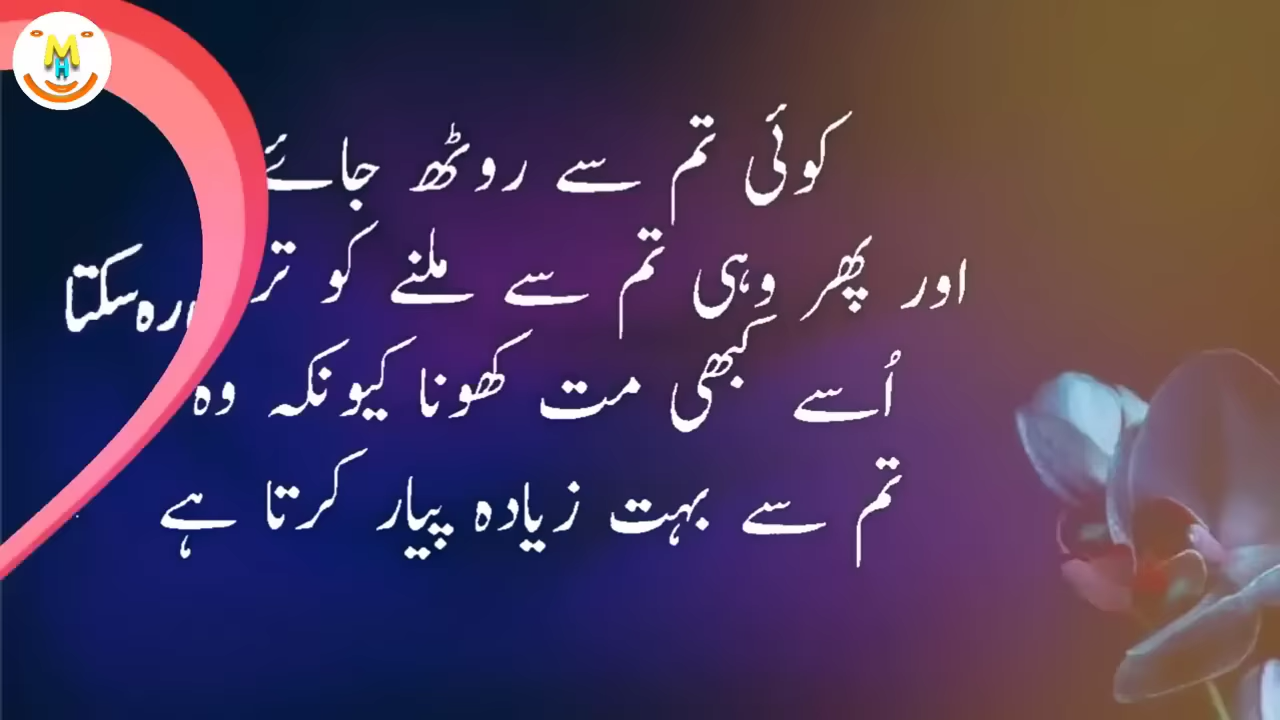 کوئی تم سے روٹھ جائے
اور پھر وہی تم سے ملنے کو
رہ سکتا
اُسے کبھی مت کھونا کیونکہ وہ
تم سے بہت زیادہ پیار کرتا ہے
MH